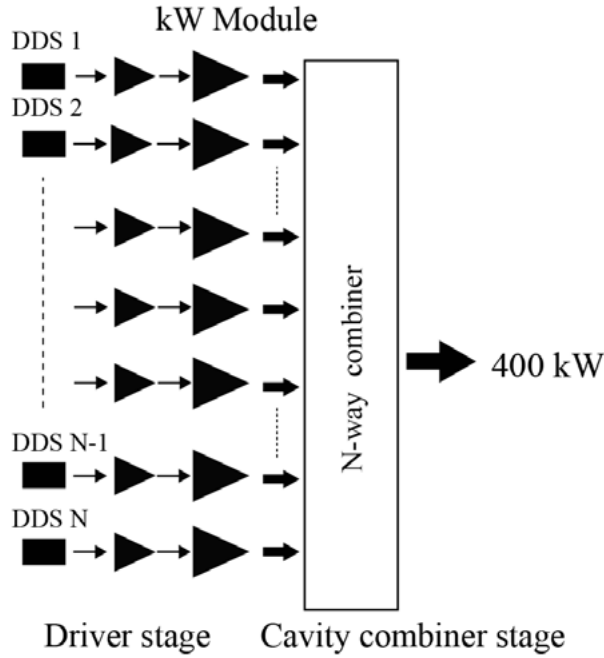 kW Module
DDS 1
DDS 2
DDS N-1
DDS N
N-way combiner
400 kW
Driver stage
Cavity combiner stage